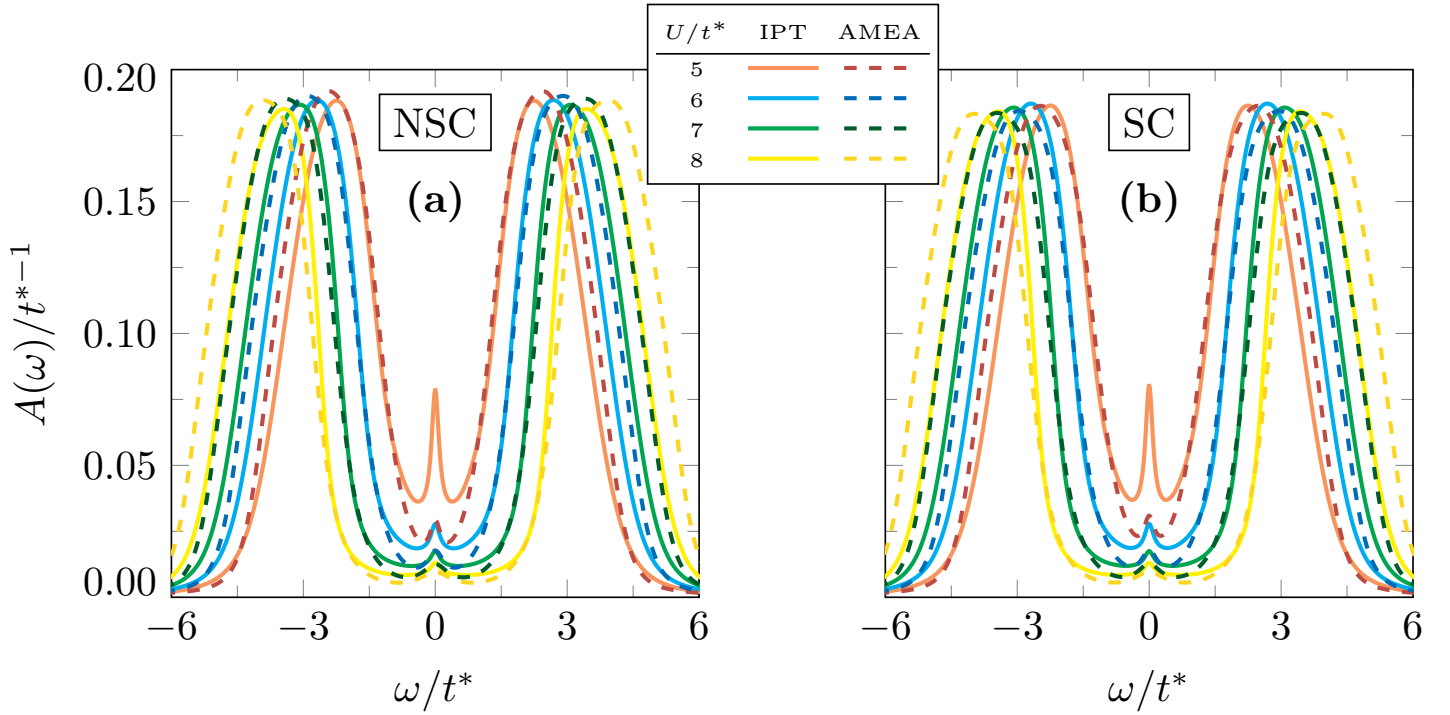 U/t* IPT AMEA
5
6
7
8
NSC
SC
(a)
(b)
A(ω)/t*−1
0.20
0.15
0.10
0.05
0.00
−6 −3 0 3 6
−6 −3 0 3 6
ω/t*
ω/t*